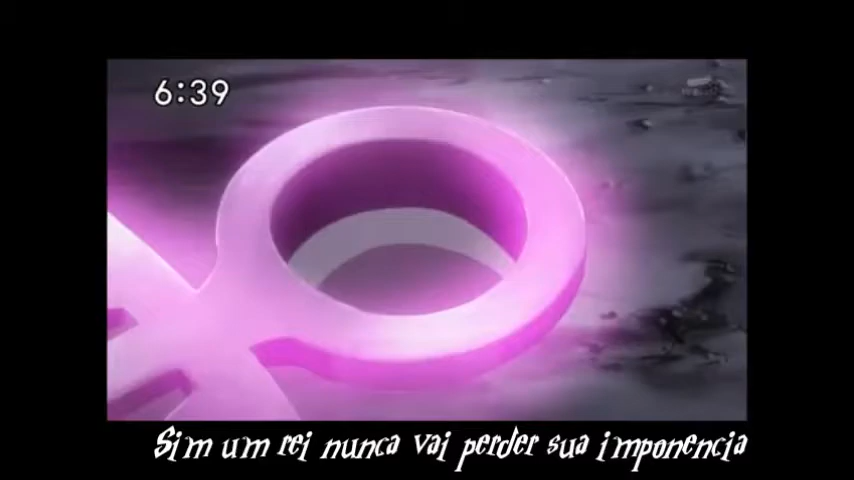 6:39
Sim um rei nunca vai perder sua imponencia